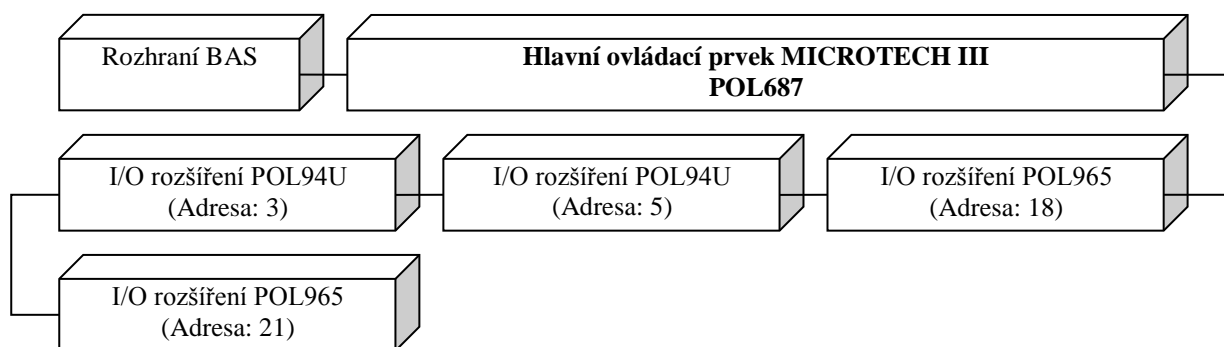 Rozhraní BAS
Hlavní ovládací prvek MICROTECH III
POL687
I/O rozšíření POL94U
(Adresa: 3)
I/O rozšíření POL94U
(Adresa: 5)
I/O rozšíření POL965
(Adresa: 18)
I/O rozšíření POL965
(Adresa: 21)